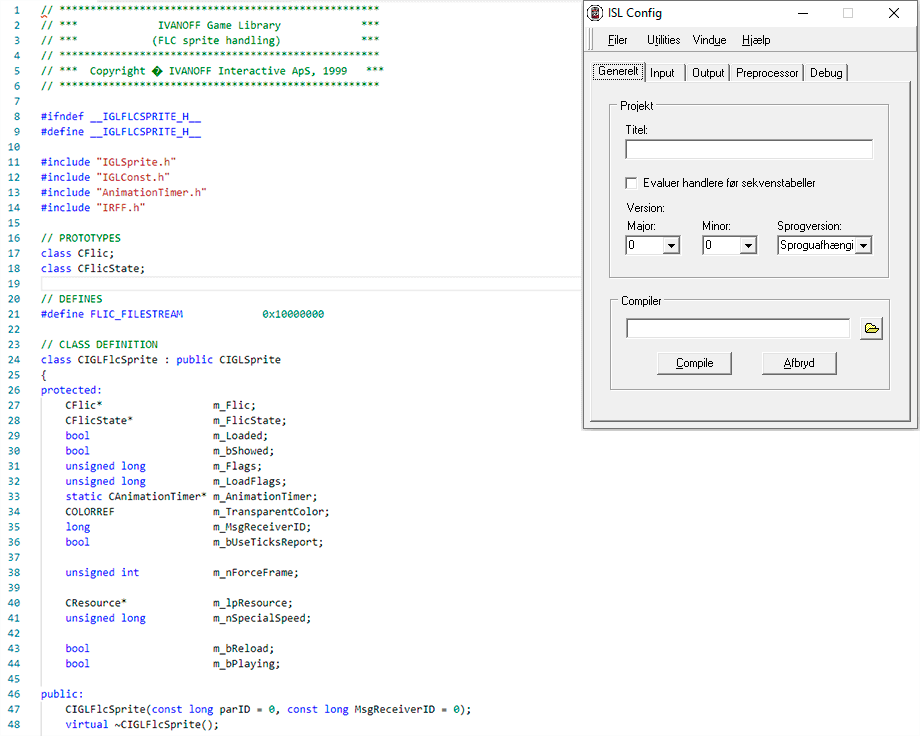 1 // ***************************************************
2 // ***             IVANOFF Game Library             ***
3 // ***            (FLC sprite handling)             ***
4 // ***************************************************
5 // ***  Copyright � IVANOFF Interactive ApS, 1999   ***
6 // ***************************************************
7
8 #ifndef __IGLFLCSPRITE_H__
9 #define __IGLFLCSPRITE_H__
10
11 #include "IGLSprite.h"
12 #include "IGLConst.h"
13 #include "AnimationTimer.h"
14 #include "IRFF.h"
15
16 // PROTOTYPES
17 class CFlic;
18 class CFlicState;
19
20 // DEFINES
21 #define FLIC_FILESTREAM             0x10000000
22
23 // CLASS DEFINITION
24 class CIGLFlcSprite : public CIGLSprite
25 {
26 protected:
27     CFlic*                  m_Flic;
28     CFlicState*             m_FlicState;
29     bool                    m_Loaded;
30     bool                    m_bShowed;
31     unsigned long           m_Flags;
32     unsigned long           m_LoadFlags;
33     static CAnimationTimer* m_AnimationTimer;
34     COLORREF                m_TransparentColor;
35     long                    m_MsgReceiverID;
36     bool                    m_bUseTicksReport;
37
38     unsigned int            m_nForceFrame;
39
40     CResource*              m_lpResource;
41     unsigned long           m_nSpecialSpeed;
42
43     bool                    m_bReload;
44     bool                    m_bPlaying;
45
46 public:
47     CIGLFlcSprite(const long parID = 0, const long MsgReceiverID = 0);
48     virtual ~CIGLFlcSprite();
ISL Config
Filer Utilities Vindue Hjælp
Generelt Input Output Preprocessor Debug
Projekt
Titel:
Evaluer handlere før sekvenstabeller
Version:
Major: Minor: Sprogversion:
0 0 Sproguafhængi
Compiler
Compile Afbryd